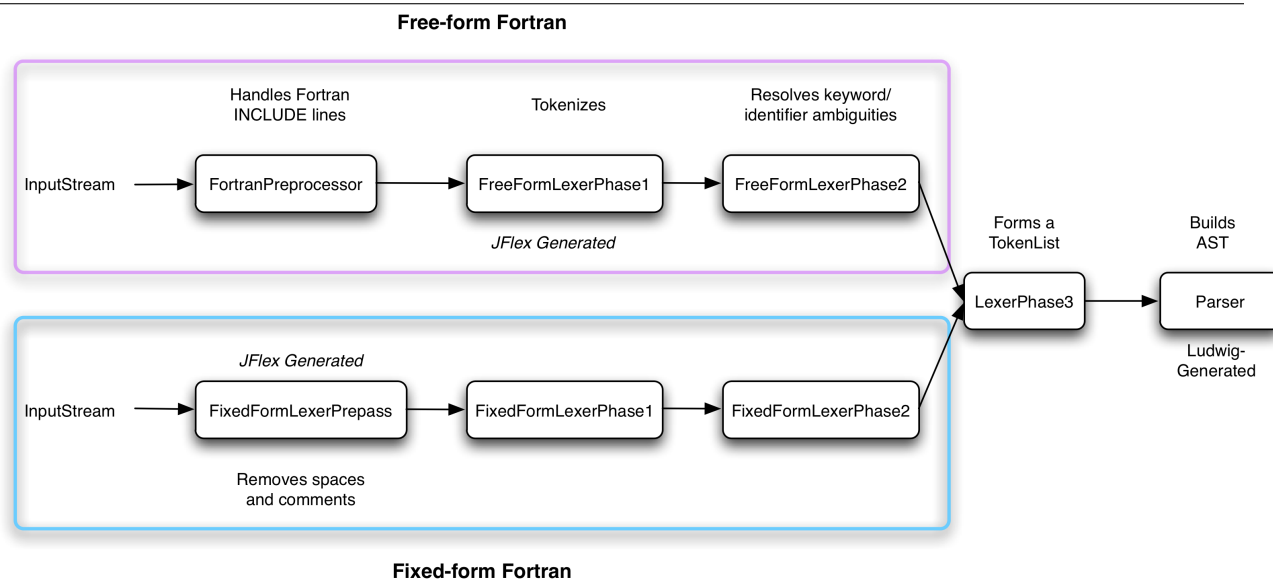 Free-form Fortran
Handles Fortran
INCLUDE lines
Tokenizes
Resolves keyword/
identifier ambiguities
InputStream
FortranPreprocessor
FreeFormLexerPhase1
FreeFormLexerPhase2
JFlex Generated
Forms a
TokenList
Builds
AST
LexerPhase3
Parser
Ludwig-
Generated
JFlex Generated
InputStream
FixedFormLexerPrepass
FixedFormLexerPhase1
FixedFormLexerPhase2
Removes spaces
and comments
Fixed-form Fortran